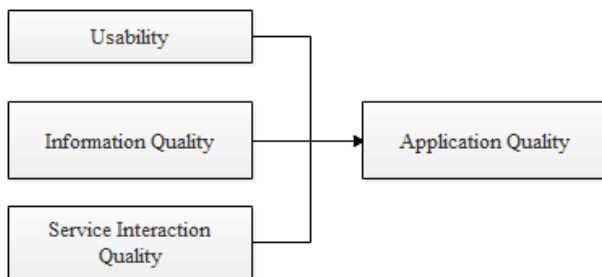 Usability
Information Quality
Application Quality
Service Interaction
Quality